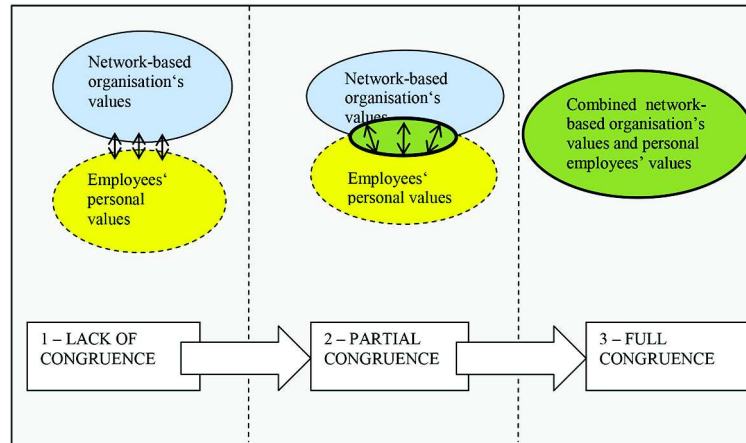 Network-based
organisation‘s
values
Employees‘
personal
values
Network-based
organisation‘s
values
Employees‘
personal values
Combined network-
based organisation's
values and personal
employees’ values
1 – LACK OF
CONGRUENCE
2 – PARTIAL
CONGRUENCE
3 – FULL
CONGRUENCE